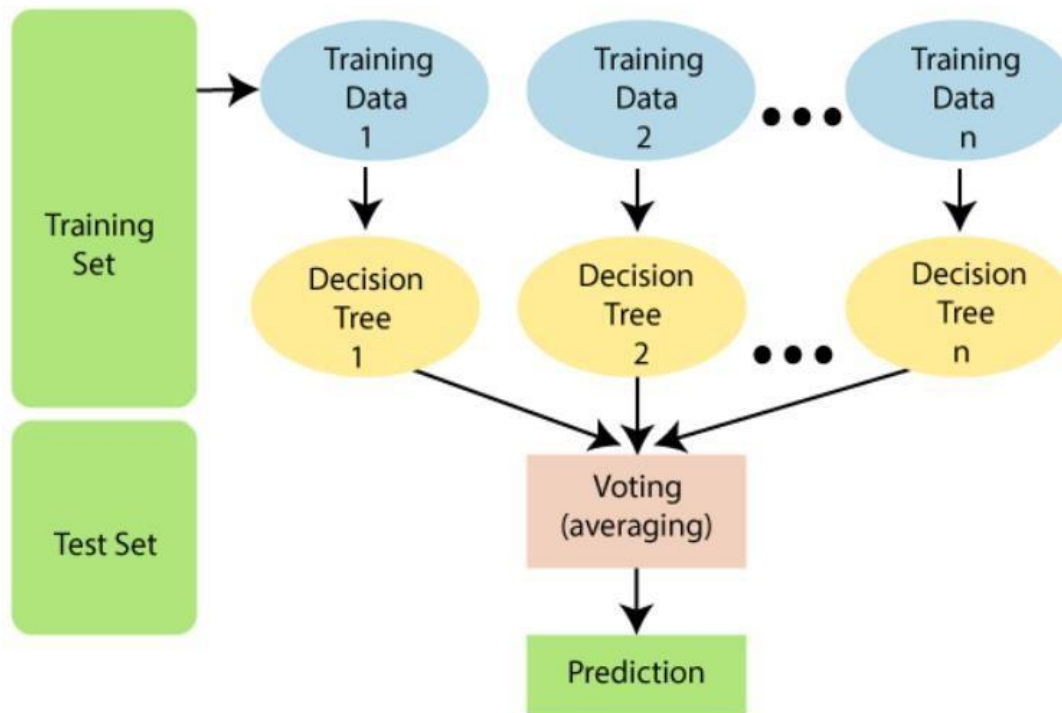 Training
Set
Test Set
Training
Data
1
Training
Data
2
Training
Data
n
Decision
Tree
1
Decision
Tree
2
Decision
Tree
n
Voting
(averaging)
Prediction